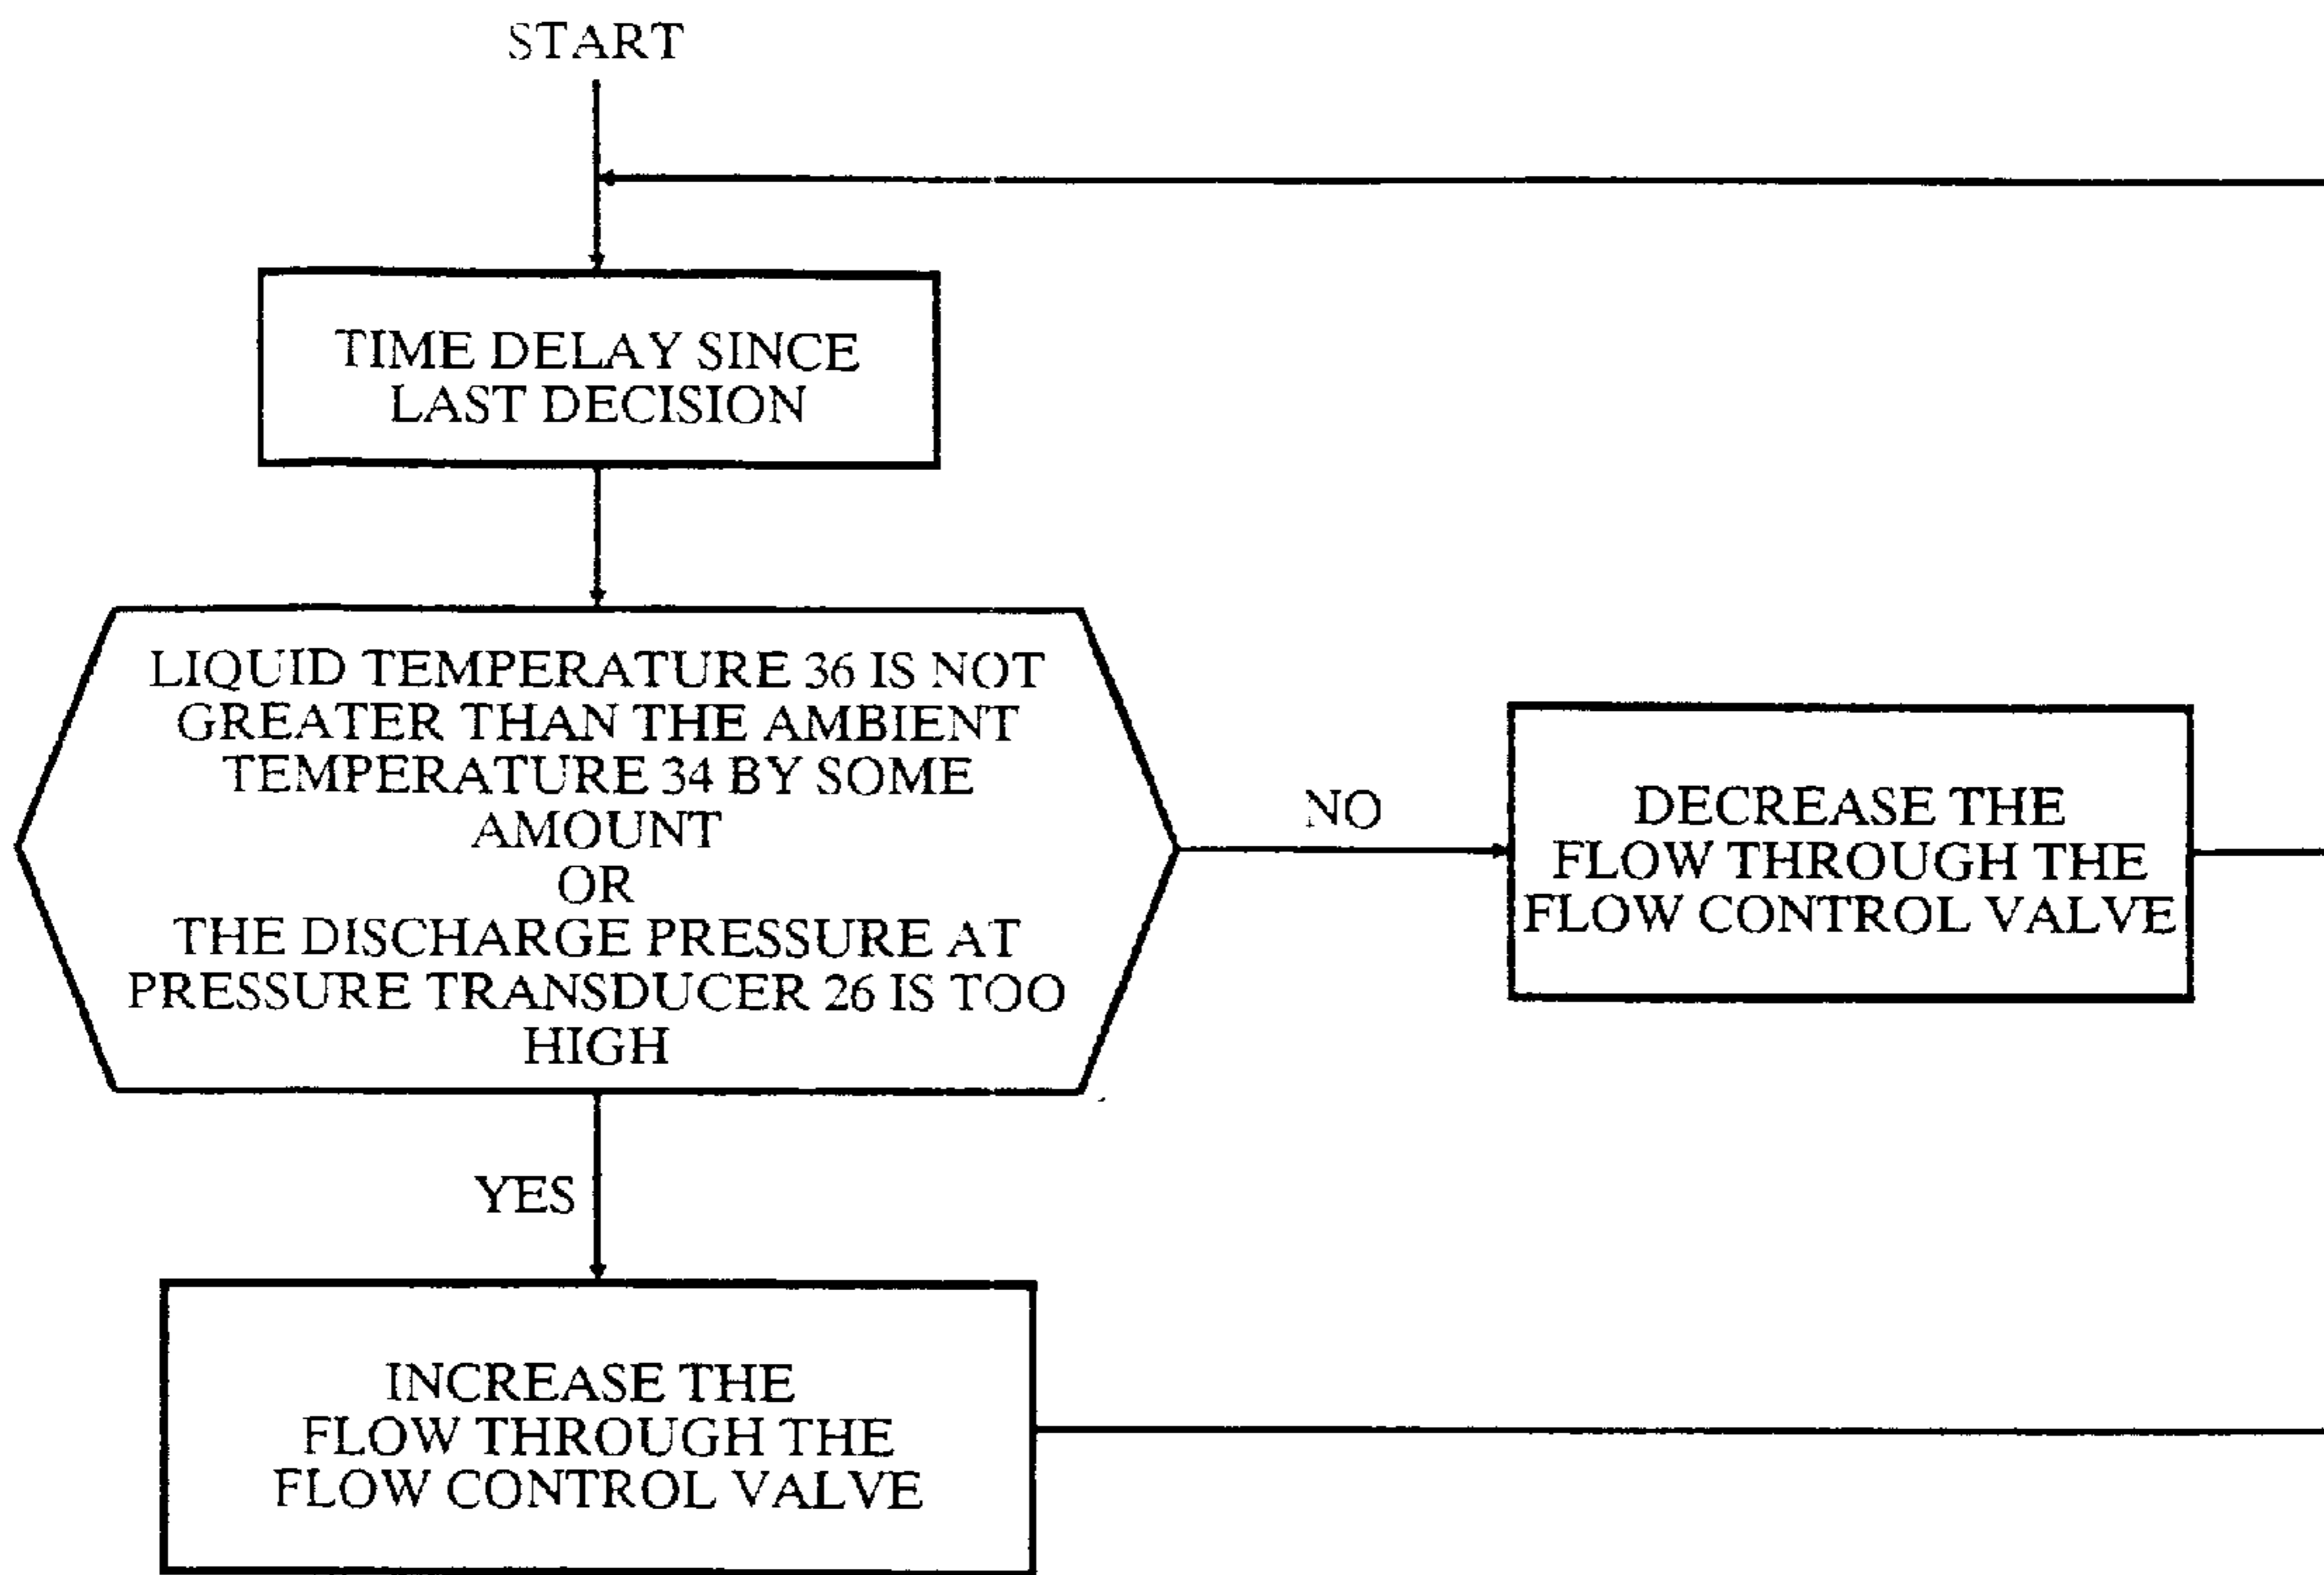 START
TIME DELAY SINCE
LAST DECISION
LIQUID TEMPERATURE 36 IS NOT
GREATER THAN THE AMBIENT
TEMPERATURE 34 BY SOME
AMOUNT
OR
THE DISCHARGE PRESSURE AT
PRESSURE TRANSDUCER 26 IS TOO
HIGH
NO
DECREASE THE
FLOW THROUGH THE
FLOW CONTROL VALVE
YES
INCREASE THE
FLOW THROUGH THE
FLOW CONTROL VALVE